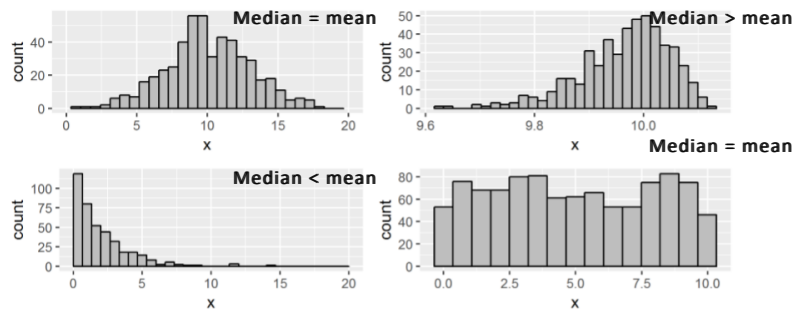 Median = mean
count
40
20
0
0 5 10 15 20
x
Median > mean
count
50
40
30
20
10
0
9.6 9.8 10.0
x
Median < mean
count
100
75
50
25
0
0 5 10 15 20
x
Median = mean
count
80
60
40
20
0
0.0 2.5 5.0 7.5 10.0
x